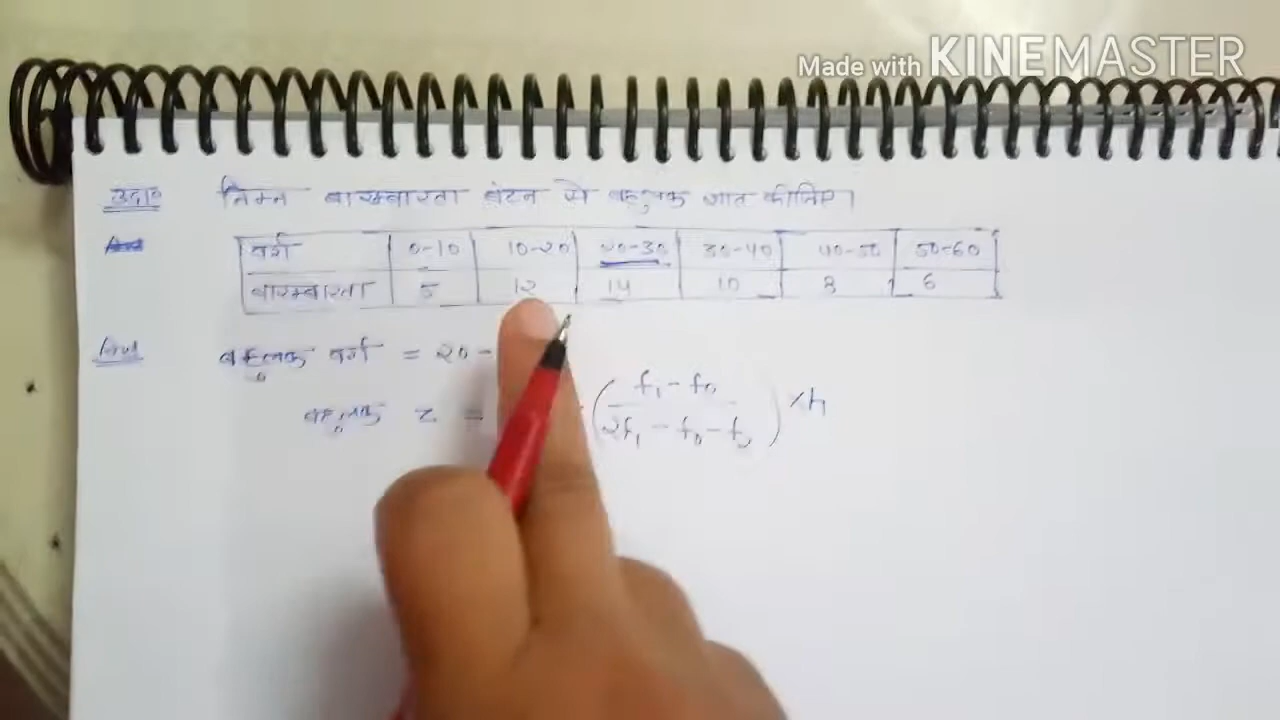 Made with KINEMASTER
उदा० निम्न बारम्बारता बंटन से बहुलक ज्ञात कीजिए।
वर्ग 0-10 10-20 20-30 30-40 40-50 50-60
बारम्बारता 5 12 14 10 8 6
बहुलक वर्ग = 20 -
बहुलक z = ( f₁ - f₀ / 2f₁ - f₀ - f₂ ) × h